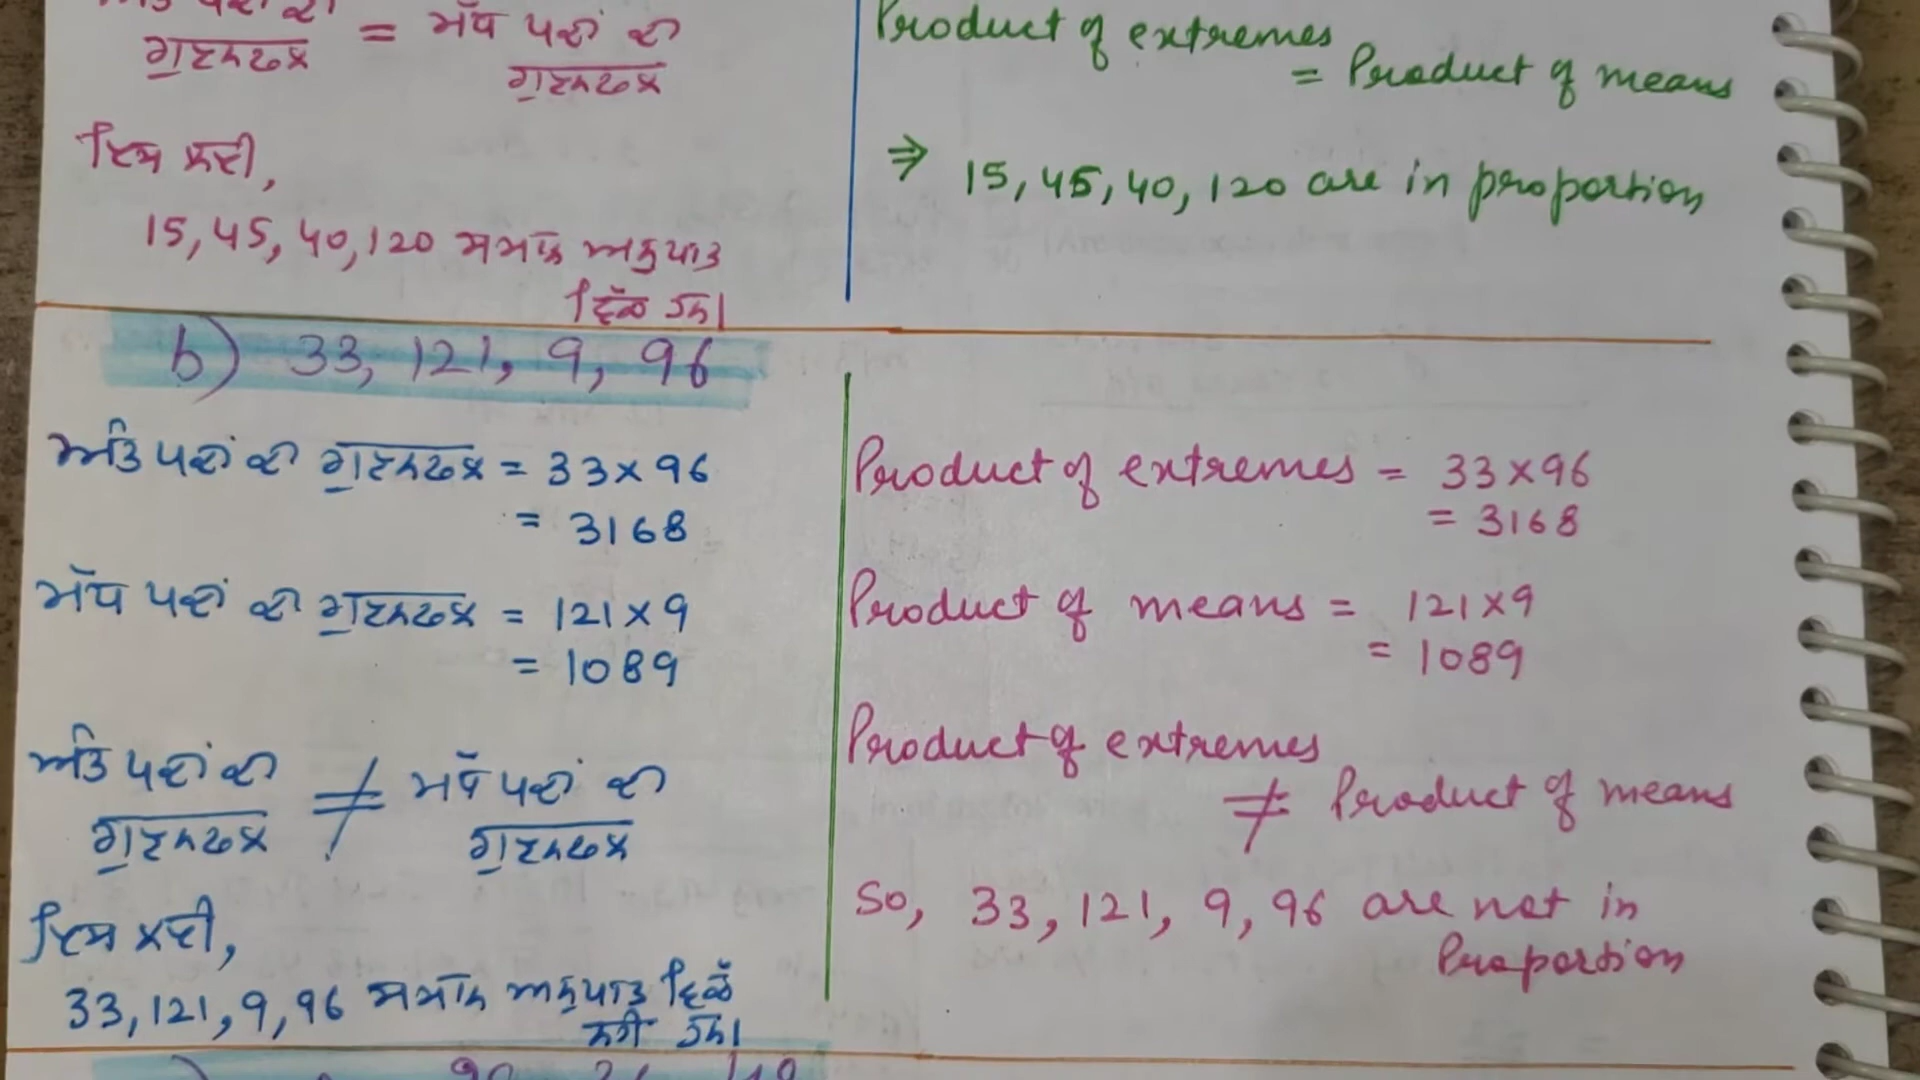 ਗੁਣਨਫਲ = ਮੱਧ ਪਦਾਂ ਦਾ
ਗੁਣਨਫਲ
ਇਸ ਲਈ,
15, 45, 40, 120 ਸਮਾਨ ਅਨੁਪਾਤ
ਵਿੱਚ ਹਨ।
Product of extremes
= Product of means
⇒ 15, 45, 40, 120 are in proportion
b) 33, 121, 9, 96
ਅੰਤ ਪਦਾਂ ਦਾ ਗੁਣਨਫਲ = 33 × 96
= 3168
ਮੱਧ ਪਦਾਂ ਦਾ ਗੁਣਨਫਲ = 121 × 9
= 1089
ਅੰਤ ਪਦਾਂ ਦਾ ≠ ਮੱਧ ਪਦਾਂ ਦਾ
ਗੁਣਨਫਲ ਗੁਣਨਫਲ
ਇਸ ਲਈ,
33, 121, 9, 96 ਸਮਾਨ ਅਨੁਪਾਤ ਵਿੱਚ
ਨਹੀਂ ਹਨ।
Product of extremes = 33 × 96
= 3168
Product of means = 121 × 9
= 1089
Product of extremes
≠ Product of means
So, 33, 121, 9, 96 are not in
Proportion